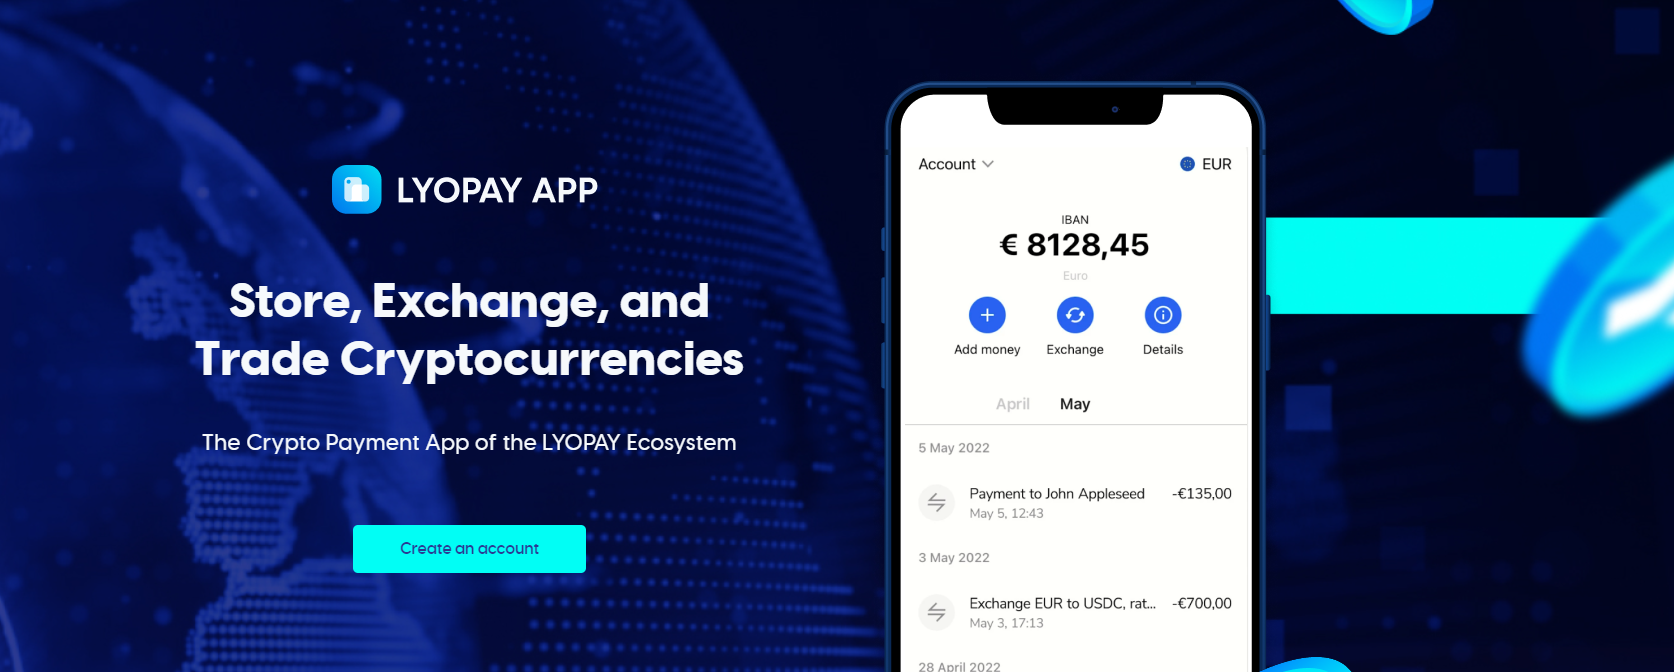 LYOPAY APP
Store, Exchange, and
Trade Cryptocurrencies
The Crypto Payment App of the LYOPAY Ecosystem
Create an account
Account
EUR
IBAN
€ 8128,45
Euro
Add money
Exchange
Details
April
May
5 May 2022
Payment to John Appleseed
-€135,00
May 5, 12:43
3 May 2022
Exchange EUR to USDC, rat...
-€700,00
May 3, 17:13
28 April 2022